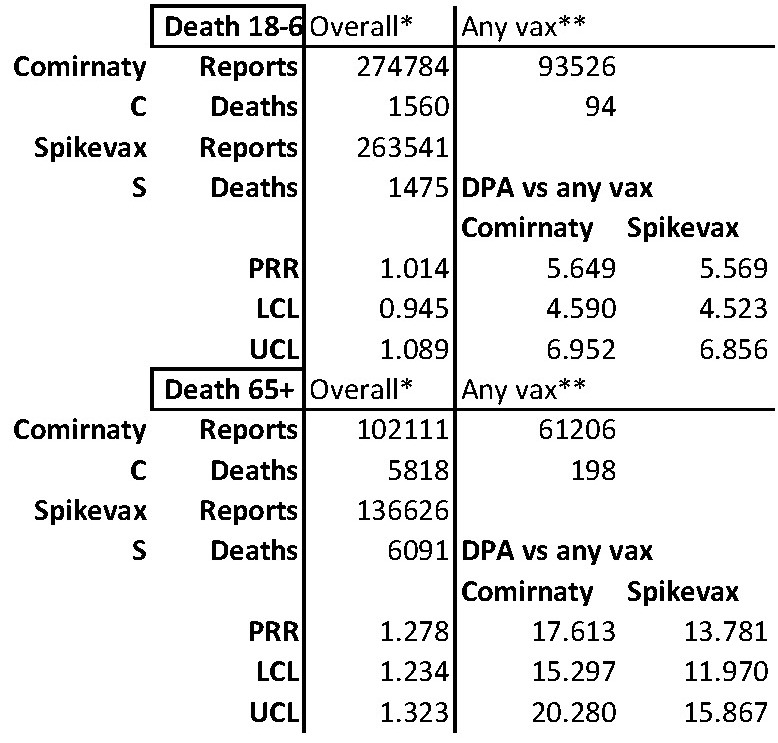 Death 18-6 Overall* Any vax**
Comirnaty Reports 274784 93526
C Deaths 1560 94
Spikevax Reports 263541
S Deaths 1475 DPA vs any vax
Comirnaty Spikevax
PRR 1.014 5.649 5.569
LCL 0.945 4.590 4.523
UCL 1.089 6.952 6.856
Death 65+ Overall* Any vax**
Comirnaty Reports 102111 61206
C Deaths 5818 198
Spikevax Reports 136626
S Deaths 6091 DPA vs any vax
Comirnaty Spikevax
PRR 1.278 17.613 13.781
LCL 1.234 15.297 11.970
UCL 1.323 20.280 15.867